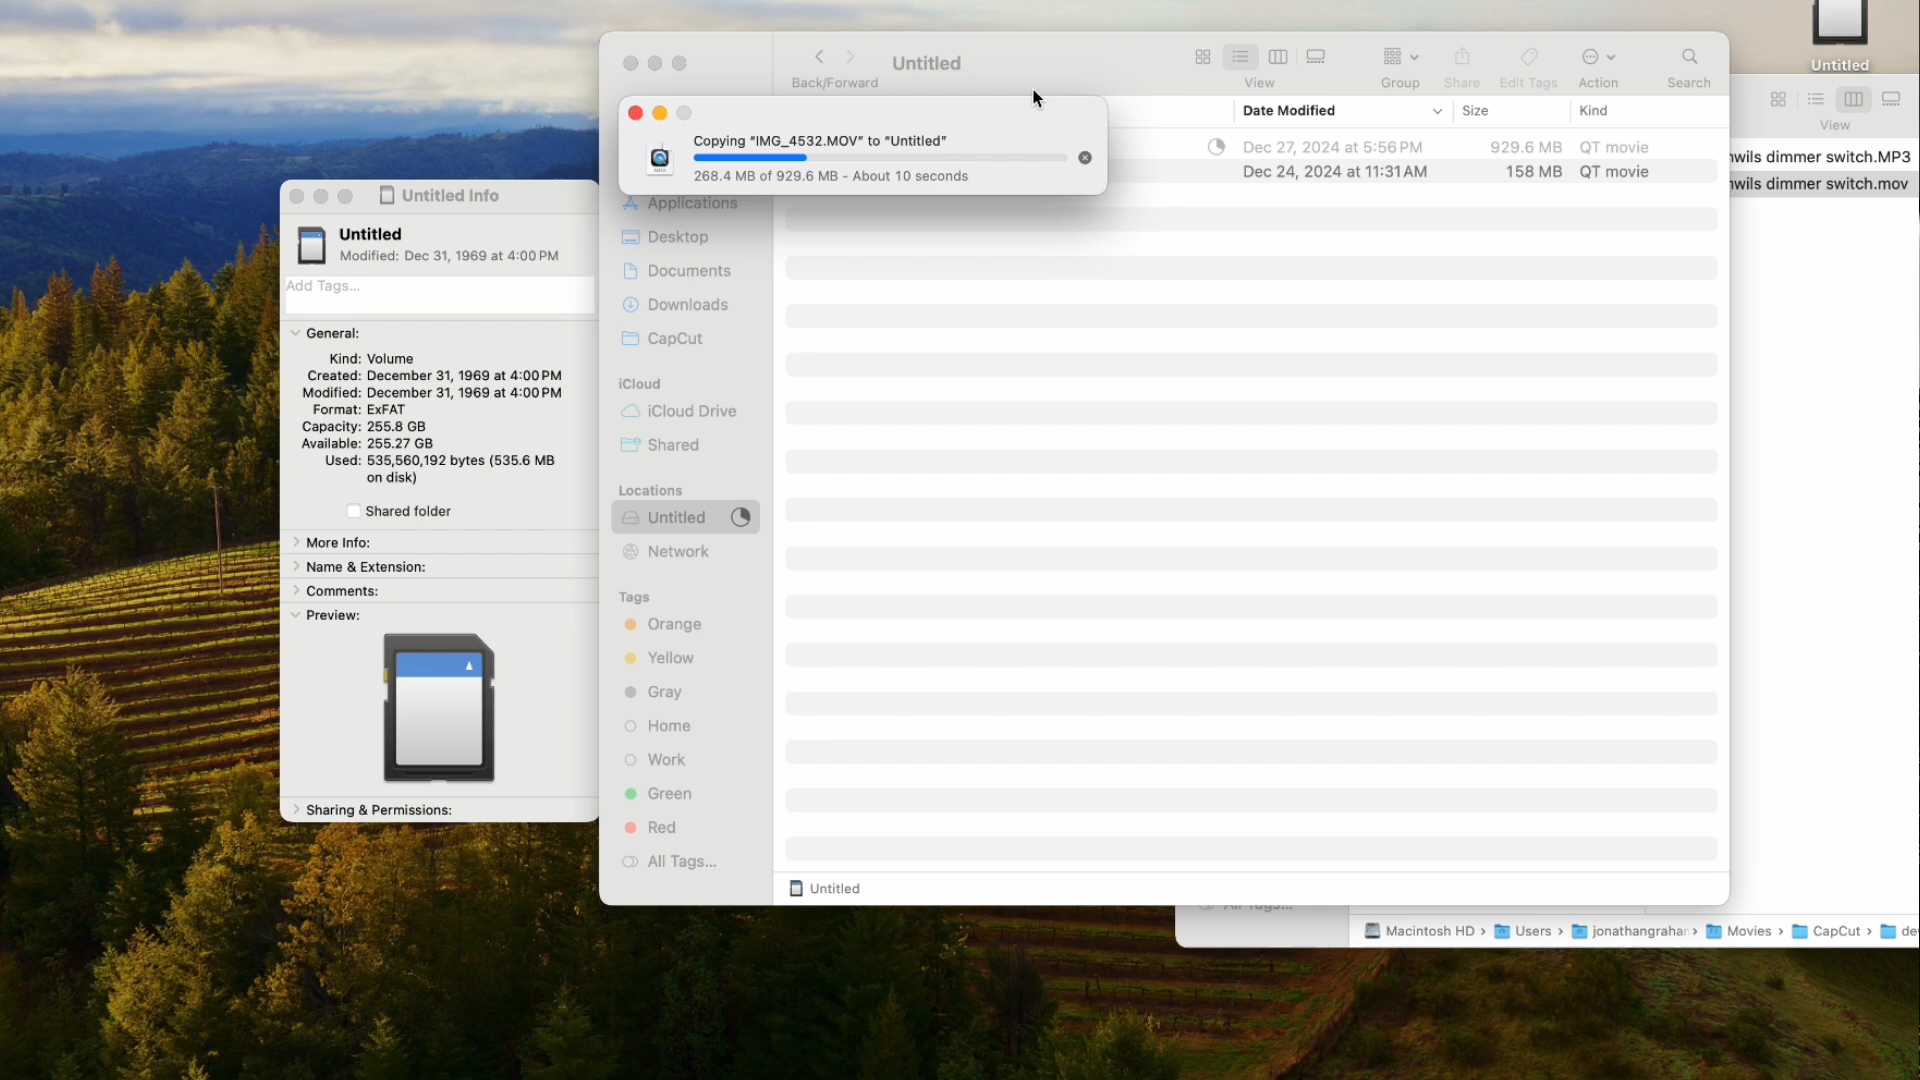 Untitled
Back/Forward
View
Group
Share
Edit Tags
Action
Search
Copying “IMG_4532.MOV” to “Untitled”
268.4 MB of 929.6 MB - About 10 seconds
Date Modified
Size
Kind
Dec 27, 2024 at 5:56 PM 929.6 MB QT movie
Dec 24, 2024 at 11:31 AM 158 MB QT movie
Applications
Desktop
Documents
Downloads
CapCut
iCloud
iCloud Drive
Shared
Locations
Untitled
Network
Tags
Orange
Yellow
Gray
Home
Work
Green
Red
All Tags...
Untitled
Untitled Info
Untitled
Modified: Dec 31, 1969 at 4:00 PM
Add Tags...
General:
Kind: Volume
Created: December 31, 1969 at 4:00 PM
Modified: December 31, 1969 at 4:00 PM
Format: ExFAT
Capacity: 255.8 GB
Available: 255.27 GB
Used: 535,560,192 bytes (535.6 MB
on disk)
Shared folder
More Info:
Name & Extension:
Comments:
Preview:
Sharing & Permissions:
Untitled
View
dimmer switch.MP3
dimmer switch.mov
Macintosh HD › Users › jonathangrahar › Movies › CapCut › de